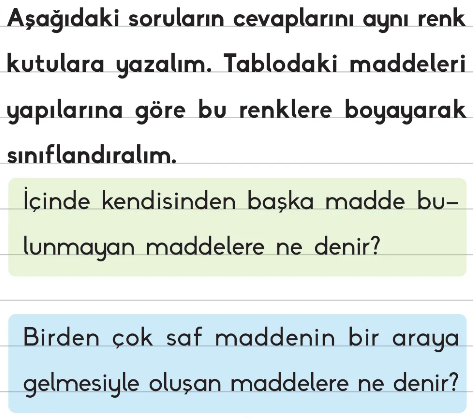 Aşağıdaki soruların cevaplarını aynı renk
kutulara yazalım. Tablodaki maddeleri
yapılarına göre bu renklere boyayarak
sınıflandıralım.
İçinde kendisinden başka madde bu-
lunmayan maddelere ne denir?
Birden çok saf maddenin bir araya
gelmesiyle oluşan maddelere ne denir?